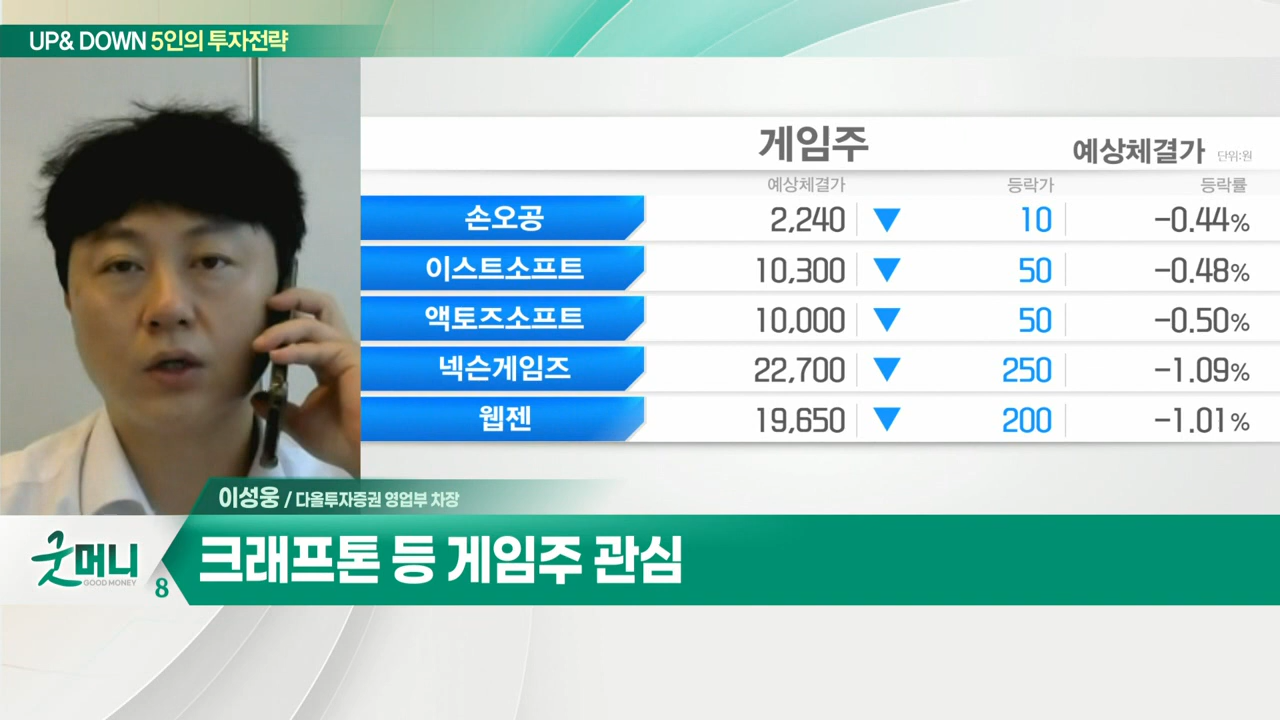 UP& DOWN 5인의 투자전략
게임주 예상체결가 단위:원
예상체결가 등락가 등락률
손오공 2,240 ▼ 10 -0.44%
이스트소프트 10,300 ▼ 50 -0.48%
액토즈소프트 10,000 ▼ 50 -0.50%
넥슨게임즈 22,700 ▼ 250 -1.09%
웹젠 19,650 ▼ 200 -1.01%
이성웅 / 다올투자증권 영업부 차장
굿머니 GOOD MONEY 8
크래프톤 등 게임주 관심